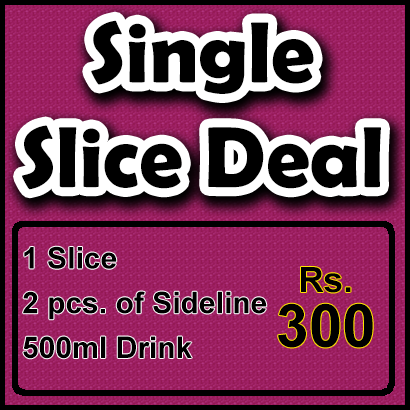 Single
Slice Deal
1 Slice
2 pcs. of Sideline
500ml Drink
Rs.
300